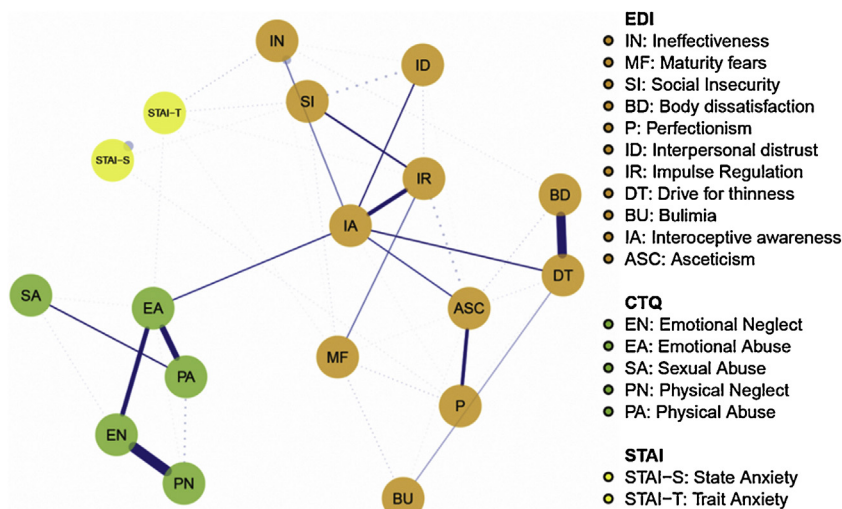 IN
ID
SI
STAI-T
STAI-S
IR
BD
IA
DT
SA
EA
ASC
MF
PA
P
EN
PN
BU
EDI
IN: Ineffectiveness
MF: Maturity fears
SI: Social Insecurity
BD: Body dissatisfaction
P: Perfectionism
ID: Interpersonal distrust
IR: Impulse Regulation
DT: Drive for thinness
BU: Bulimia
IA: Interoceptive awareness
ASC: Asceticism
CTQ
EN: Emotional Neglect
EA: Emotional Abuse
SA: Sexual Abuse
PN: Physical Neglect
PA: Physical Abuse
STAI
STAI−S: State Anxiety
STAI−T: Trait Anxiety